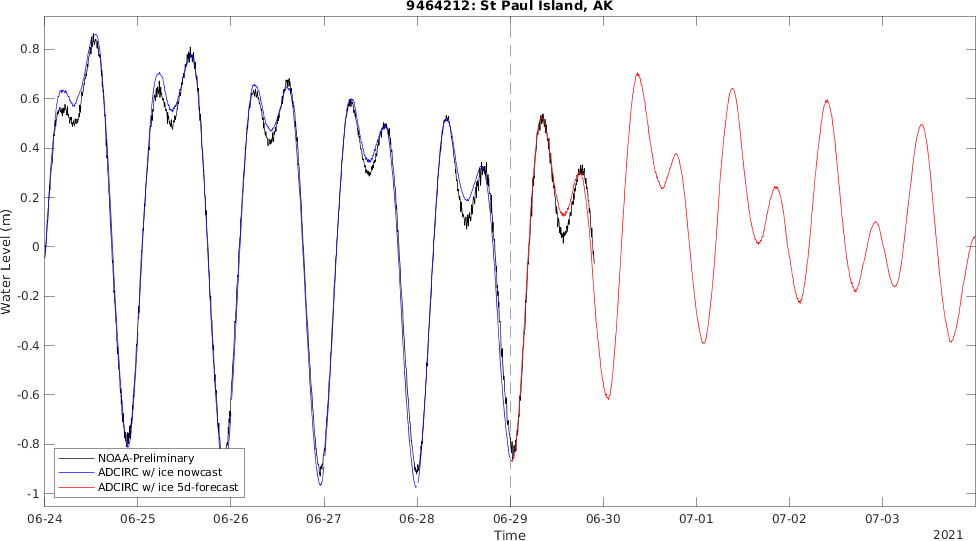 9464212: St Paul Island, AK
Water Level (m)
0.8
0.6
0.4
0.2
0
-0.2
-0.4
-0.6
-0.8
-1
NOAA-Preliminary
ADCIRC w/ ice nowcast
ADCIRC w/ ice 5d-forecast
06-24 06-25 06-26 06-27 06-28 06-29 06-30 07-01 07-02 07-03
Time
2021